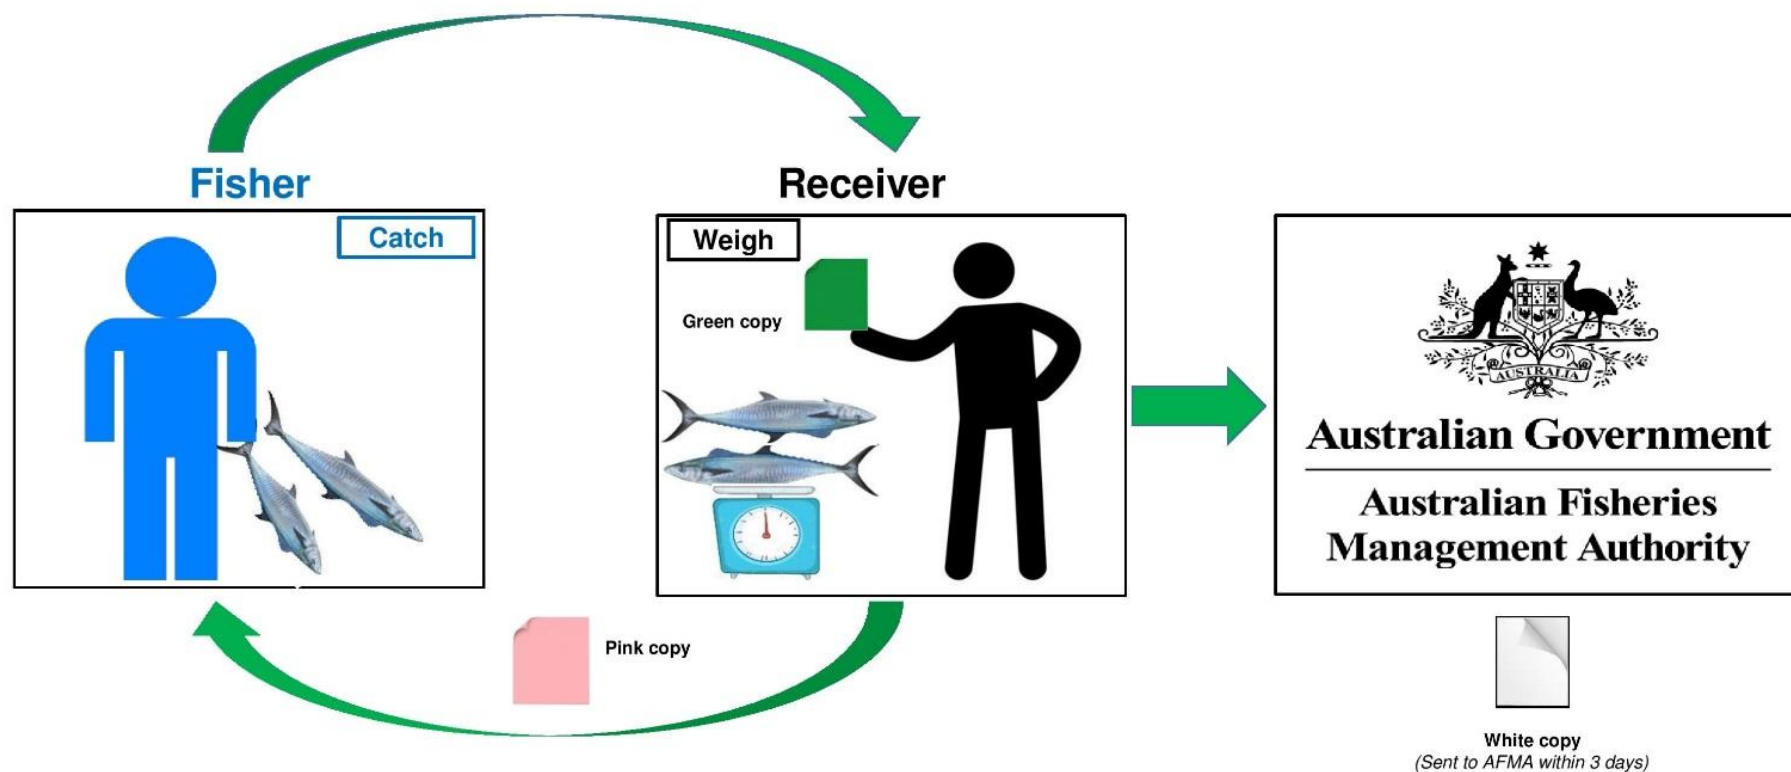 Fisher
Receiver
Catch
Weigh
Green copy
AUSTRALIA
Australian Government
Australian Fisheries
Management Authority
Pink copy
White copy
(Sent to AFMA within 3 days)